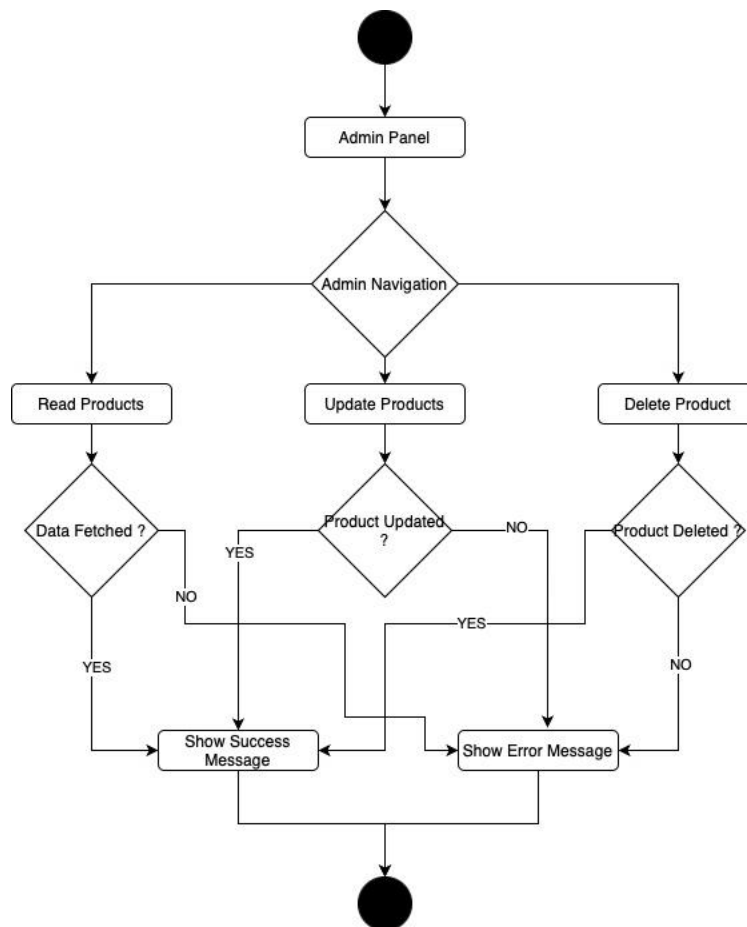 Admin Panel
Admin Navigation
Read Products
Update Products
Delete Product
Data Fetched ?
Product Updated
?
Product Deleted ?
NO
YES
NO
YES
YES
NO
Show Success
Message
Show Error Message